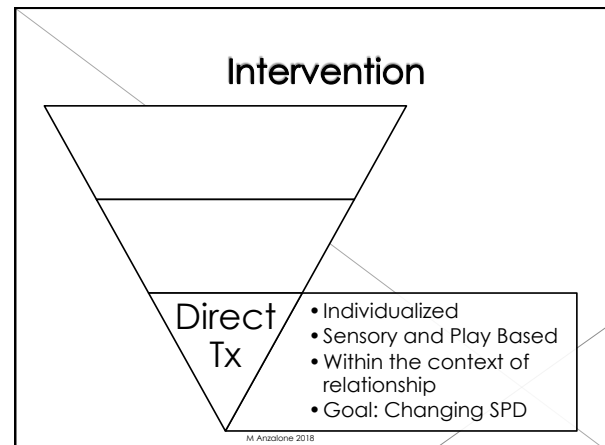 Intervention
Direct
Tx
• Individualized
• Sensory and Play Based
• Within the context of
relationship
• Goal: Changing SPD
M Anzalone 2018